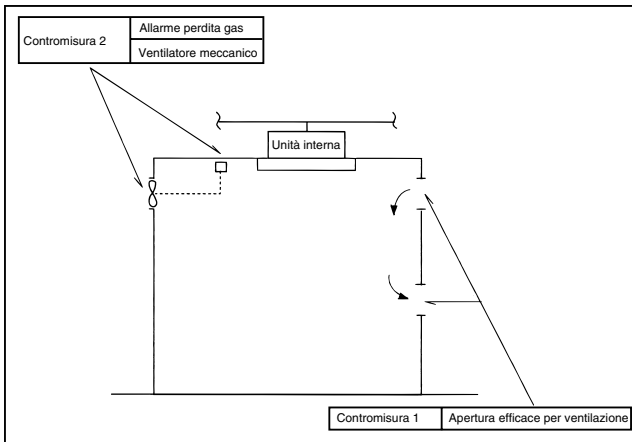 Contromisura 2
Allarme perdita gas
Ventilatore meccanico
Unità interna
Contromisura 1
Apertura efficace per ventilazione